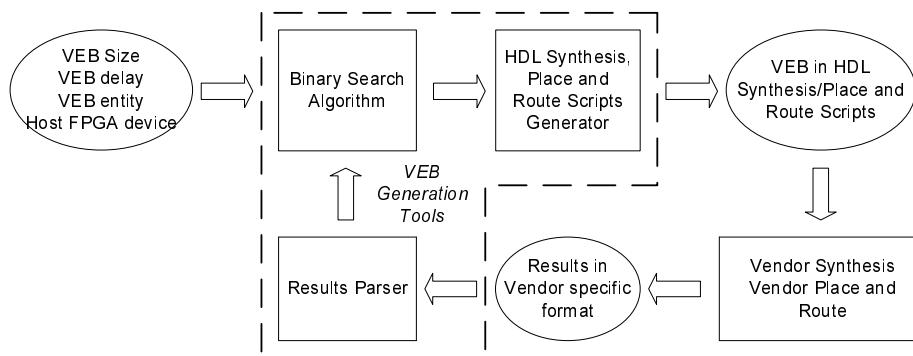 VEB Size
VEB delay
VEB entity
Host FPGA device
Binary Search
Algorithm
HDL Synthesis,
Place and
Route Scripts
Generator
VEB in HDL
Synthesis/Place and
Route Scripts
VEB
Generation
Tools
Results Parser
Results in
Vendor specific
format
Vendor Synthesis
Vendor Place and
Route